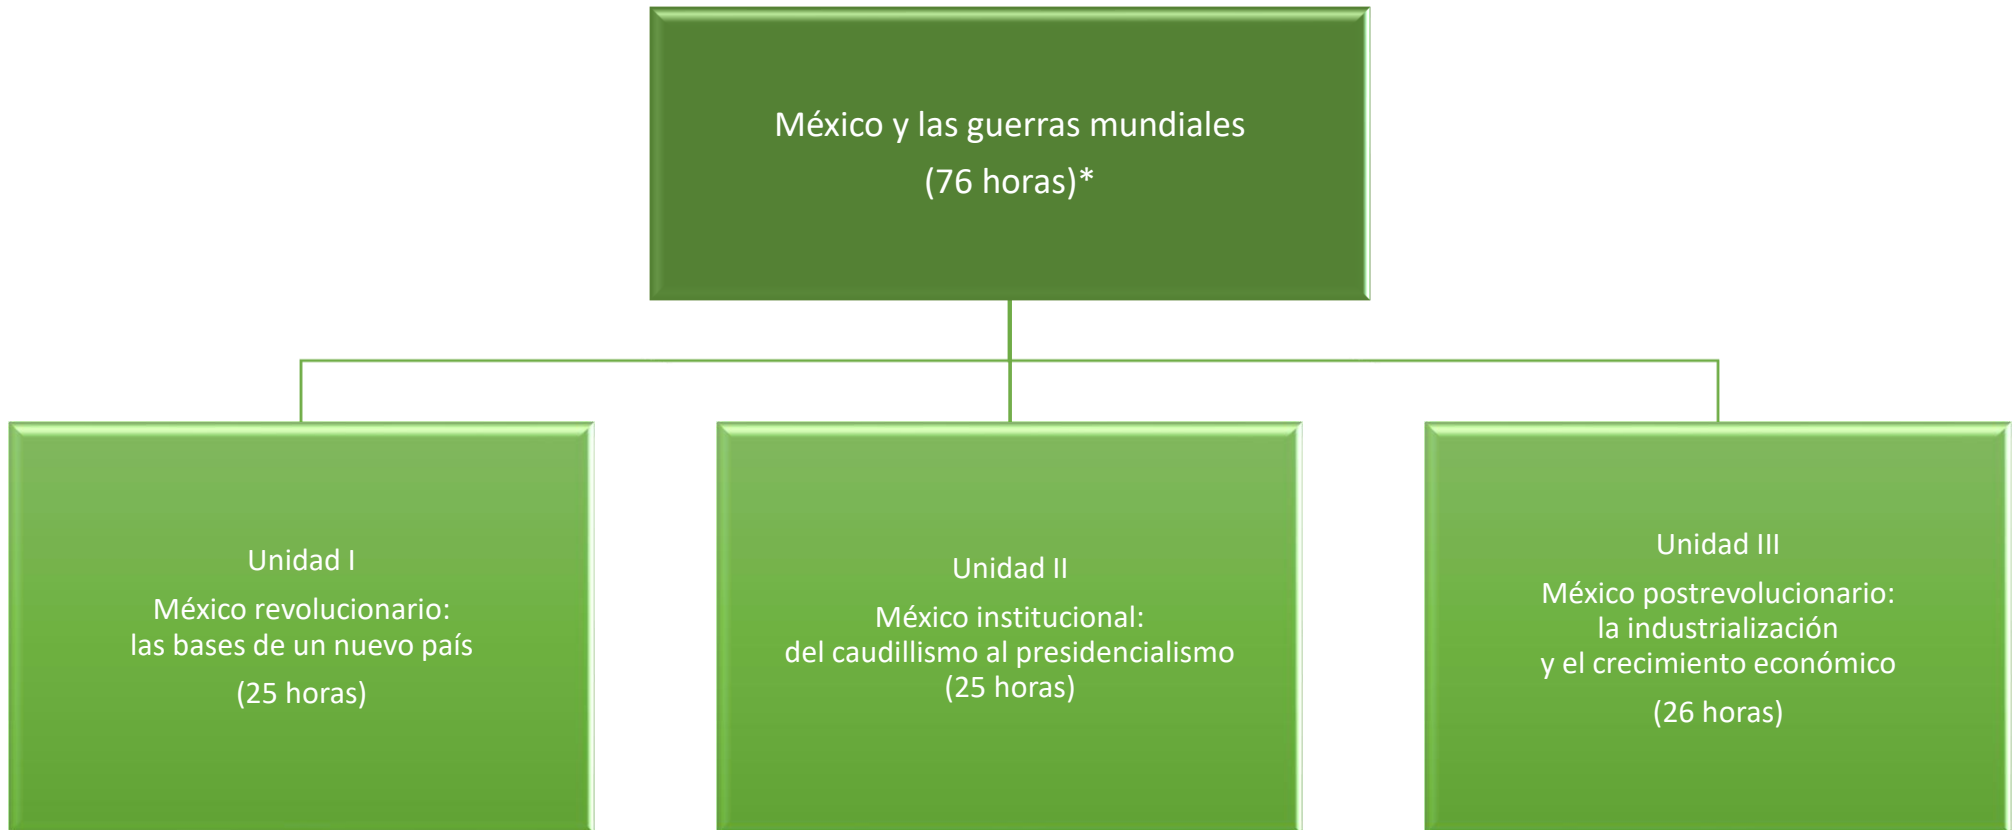 México y las guerras mundiales
(76 horas)*
Unidad I
México revolucionario:
las bases de un nuevo país
(25 horas)
Unidad II
México institucional:
del caudillismo al presidencialismo
(25 horas)
Unidad III
México postrevolucionario:
la industrialización
y el crecimiento económico
(26 horas)